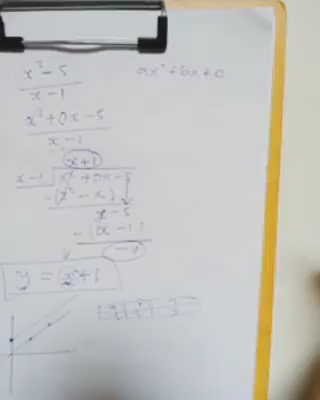 x² - 5
x - 1
ax² + bx + c
x² + 0x - 5
x - 1
x + 1
x - 1 x² + 0x - 5
- (x² - x)
x - 5
- (x - 1)
- 4
y = x + 1